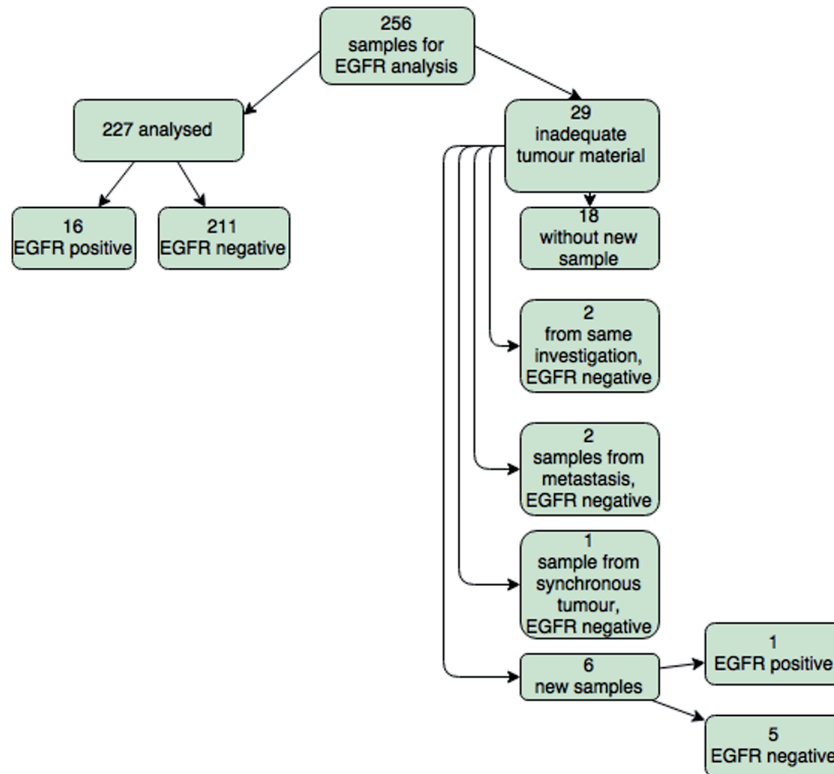 256
samples for
EGFR analysis
227 analysed
29
inadequate
tumour material
16
EGFR positive
211
EGFR negative
18
without new
sample
2
from same
investigation,
EGFR negative
2
samples from
metastasis,
EGFR negative
1
sample from
synchronous
tumour,
EGFR negative
6
new samples
1
EGFR positive
5
EGFR negative